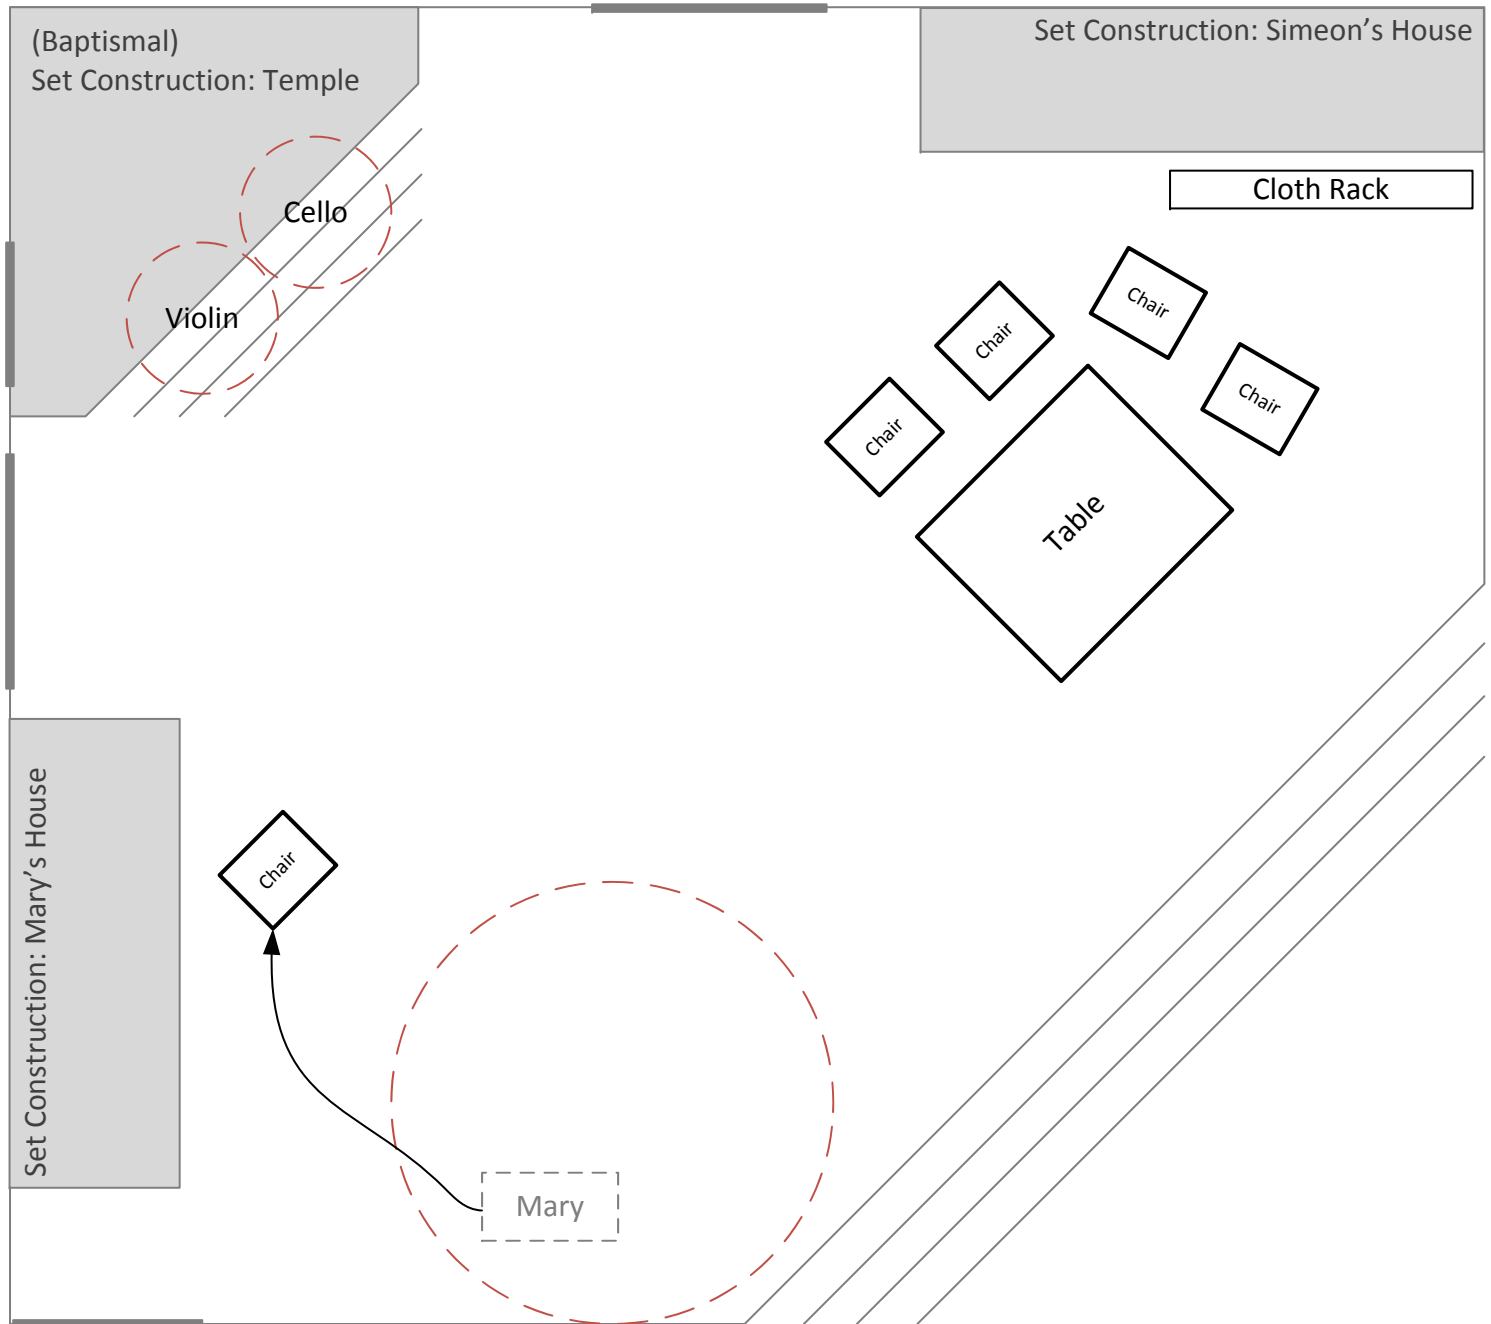 (Baptismal)
Set Construction: Temple
Set Construction: Simeon’s House
Cloth Rack
Cello
Violin
Chair
Chair
Chair
Chair
Table
Set Construction: Mary’s House
Chair
Mary